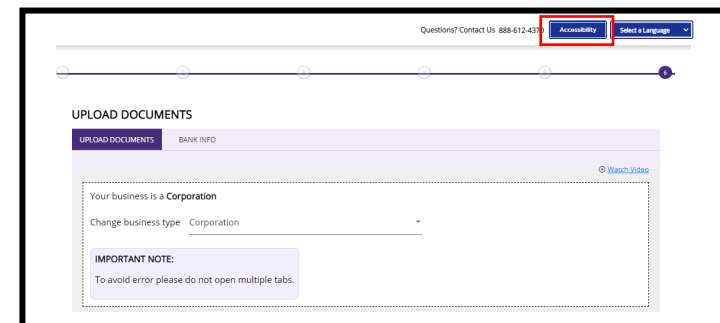 Questions? Contact Us 888-612-4370 Accessibility Select a Language
6
UPLOAD DOCUMENTS
UPLOAD DOCUMENTS BANK INFO
Watch Video
Your business is a Corporation
Change business type Corporation
IMPORTANT NOTE:
To avoid error please do not open multiple tabs.